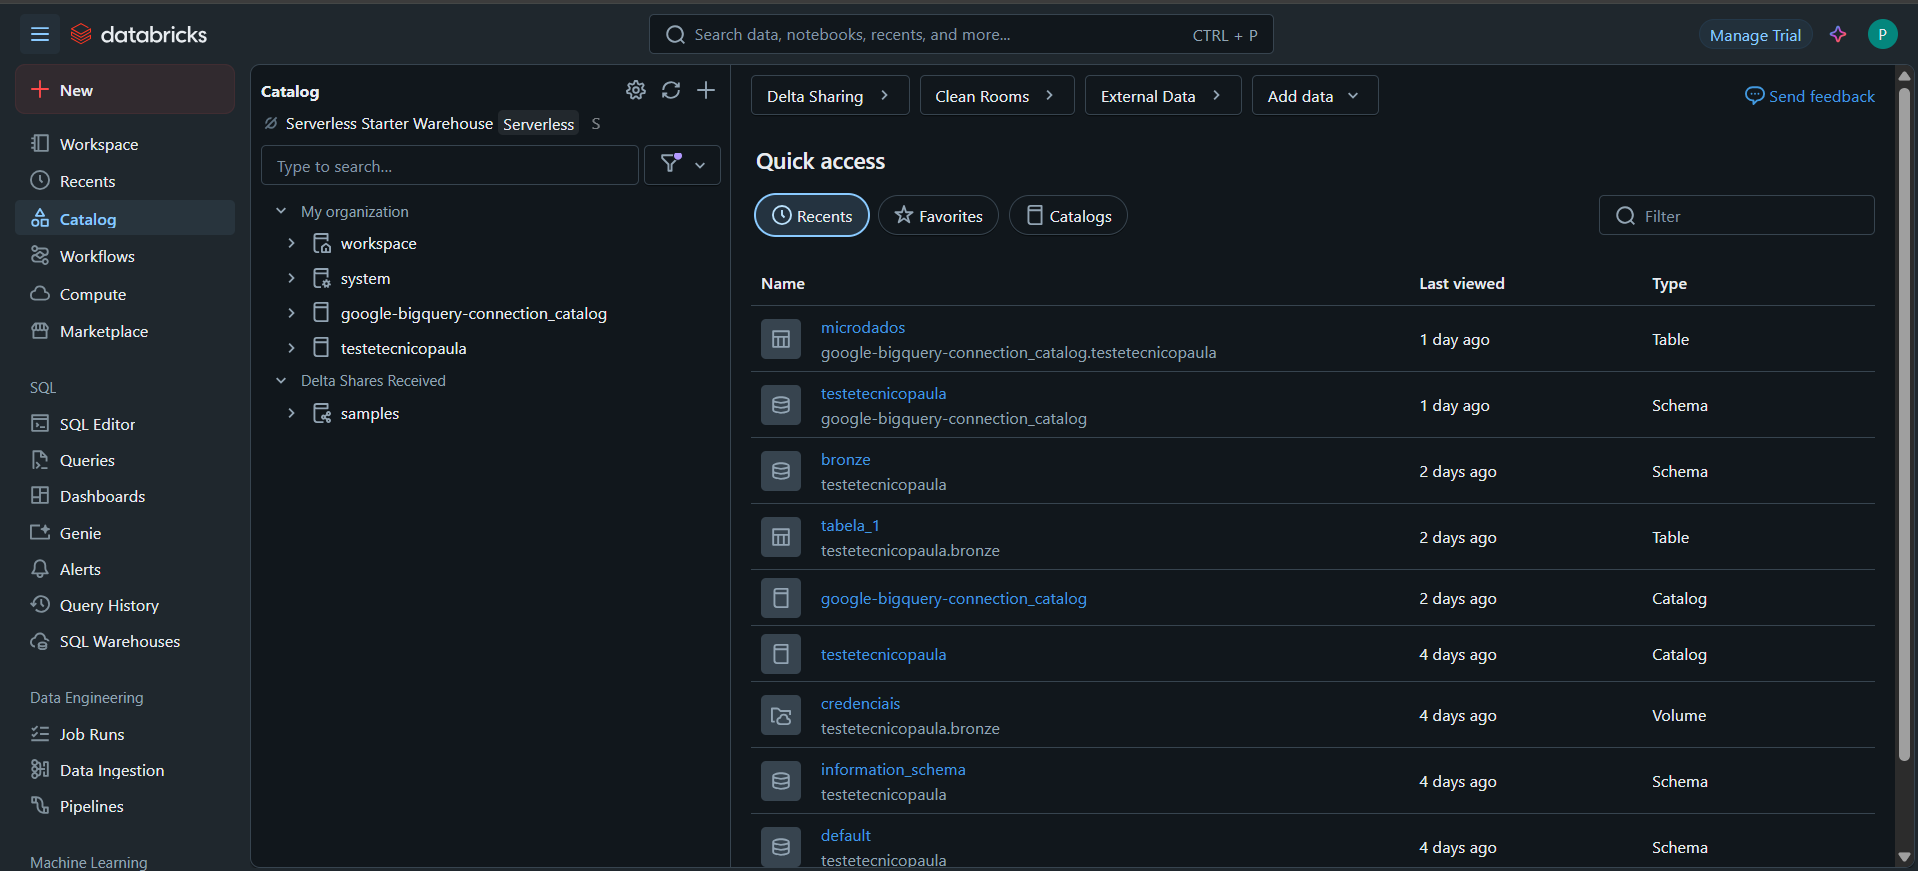 databricks
Search data, notebooks, recents, and more...
CTRL + P
Manage Trial
P
New
Workspace
Recents
Catalog
Workflows
Compute
Marketplace
SQL
SQL Editor
Queries
Dashboards
Genie
Alerts
Query History
SQL Warehouses
Data Engineering
Job Runs
Data Ingestion
Pipelines
Machine Learning
Catalog
Serverless Starter Warehouse Serverless S
Type to search...
My organization
workspace
system
google-bigquery-connection_catalog
testetecnicopaula
Delta Shares Received
samples
Delta Sharing
Clean Rooms
External Data
Add data
Send feedback
Quick access
Recents
Favorites
Catalogs
Filter
Name Last viewed Type
microdados
google-bigquery-connection_catalog.testetecnicopaula
1 day ago Table
testetecnicopaula
google-bigquery-connection_catalog
1 day ago Schema
bronze
testetecnicopaula
2 days ago Schema
tabela_1
testetecnicopaula.bronze
2 days ago Table
google-bigquery-connection_catalog 2 days ago Catalog
testetecnicopaula 4 days ago Catalog
credenciais
testetecnicopaula.bronze
4 days ago Volume
information_schema
testetecnicopaula
4 days ago Schema
default
testetecnicopaula
4 days ago Schema